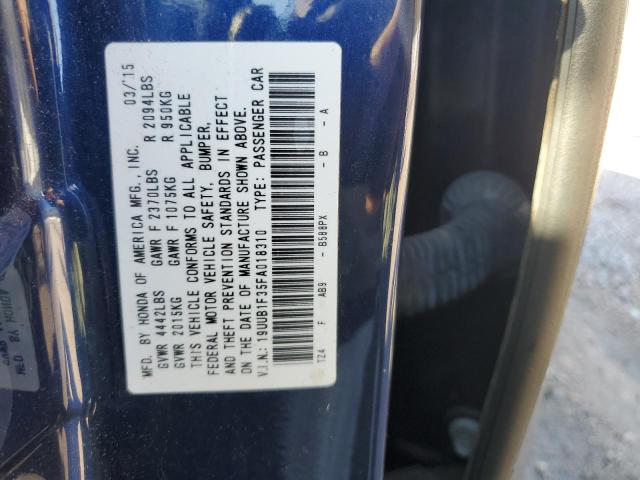 MFD. BY HONDA OF AMERICA MFG., INC. 03/'15
GVWR 4442LBS GAWR F 2370LBS R 2094LBS
GVWR 2015KG GAWR F 1075KG R 950KG
THIS VEHICLE CONFORMS TO ALL APPLICABLE
FEDERAL MOTOR VEHICLE SAFETY, BUMPER,
AND THEFT PREVENTION STANDARDS IN EFFECT
ON THE DATE OF MANUFACTURE SHOWN ABOVE.
V.I.N.: 19UUB1F35FA018310 TYPE: PASSENGER CAR
TZ4 F AB9 - B588PX - B - A